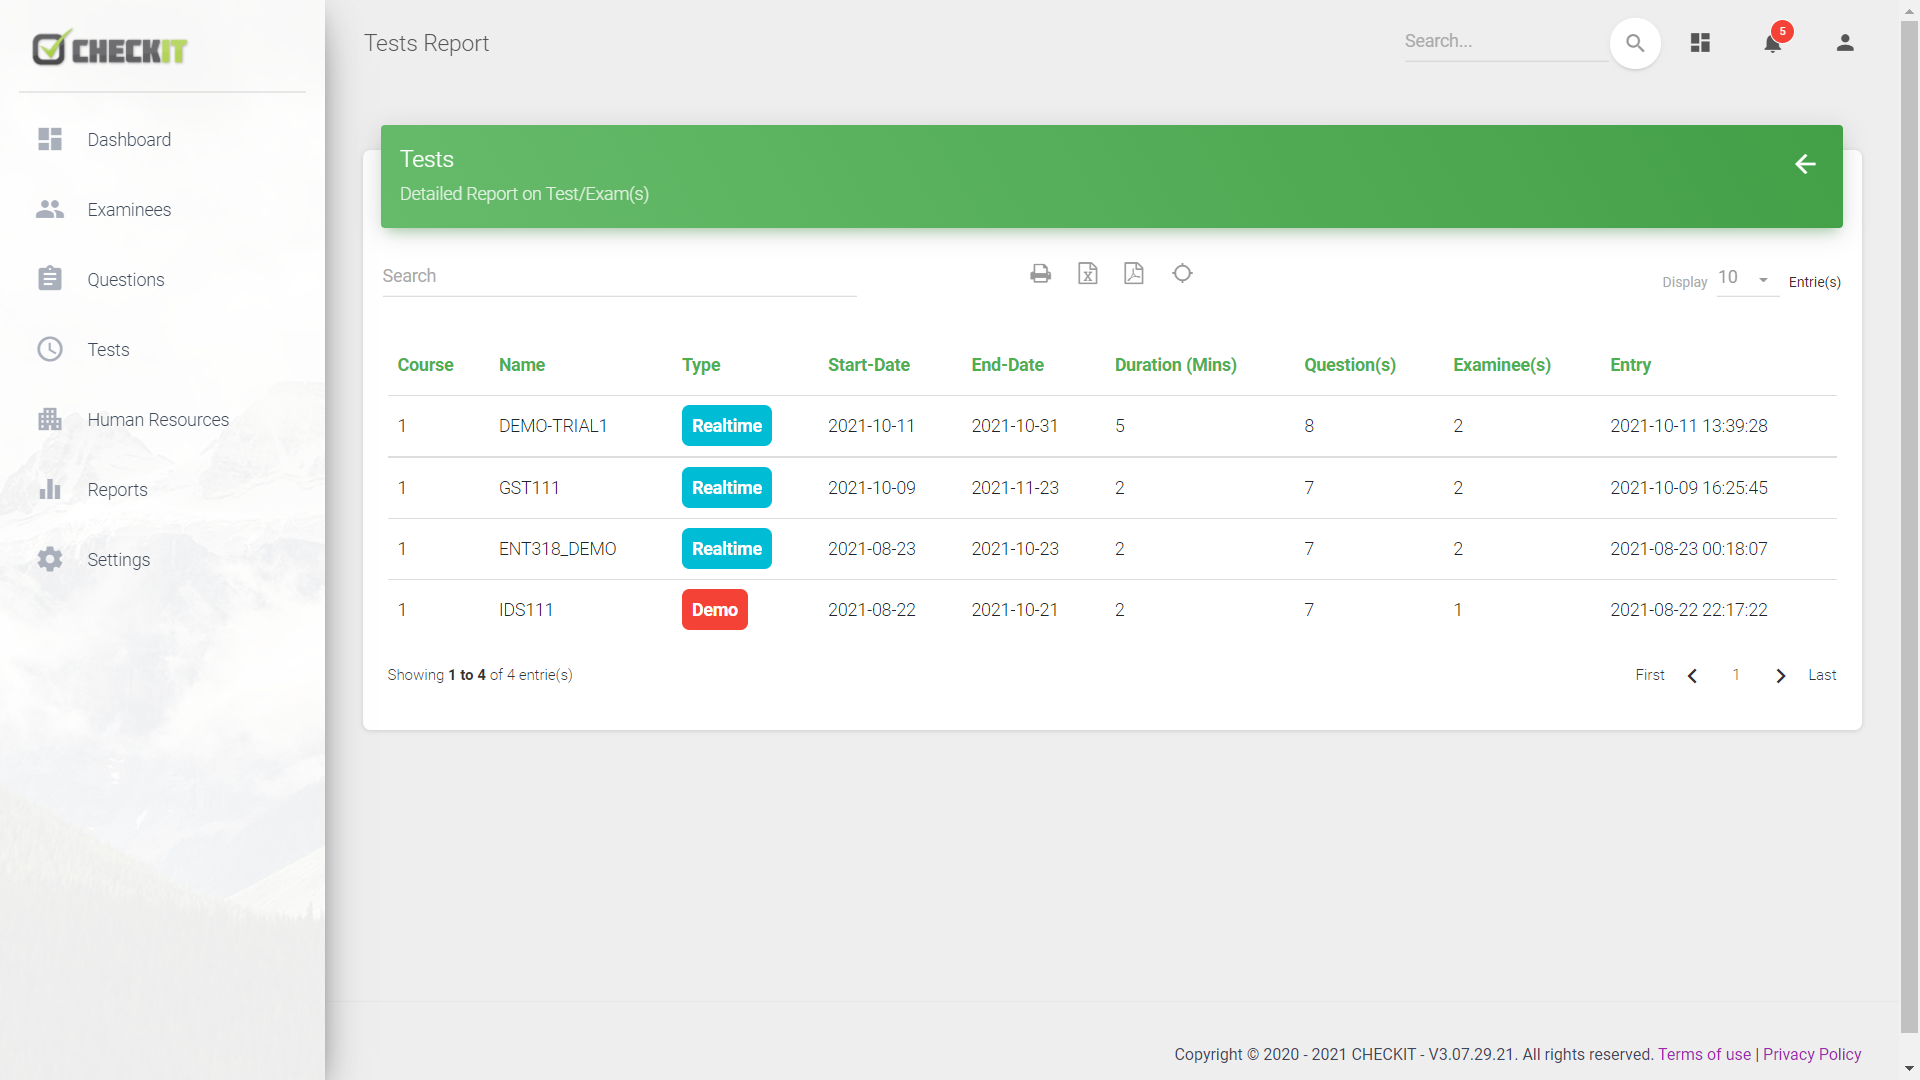 CHECKIT
Dashboard
Examinees
Questions
Tests
Human Resources
Reports
Settings
Tests Report
Search...
5
Tests
Detailed Report on Test/Exam(s)
Search
Display 10 Entrie(s)
Course Name Type Start-Date End-Date Duration (Mins) Question(s) Examinee(s) Entry
1 DEMO-TRIAL1 Realtime 2021-10-11 2021-10-31 5 8 2 2021-10-11 13:39:28
1 GST111 Realtime 2021-10-09 2021-11-23 2 7 2 2021-10-09 16:25:45
1 ENT318_DEMO Realtime 2021-08-23 2021-10-23 2 7 2 2021-08-23 00:18:07
1 IDS111 Demo 2021-08-22 2021-10-21 2 7 1 2021-08-22 22:17:22
Showing 1 to 4 of 4 entrie(s)
First 1 Last
Copyright © 2020 - 2021 CHECKIT - V3.07.29.21. All rights reserved. Terms of use | Privacy Policy